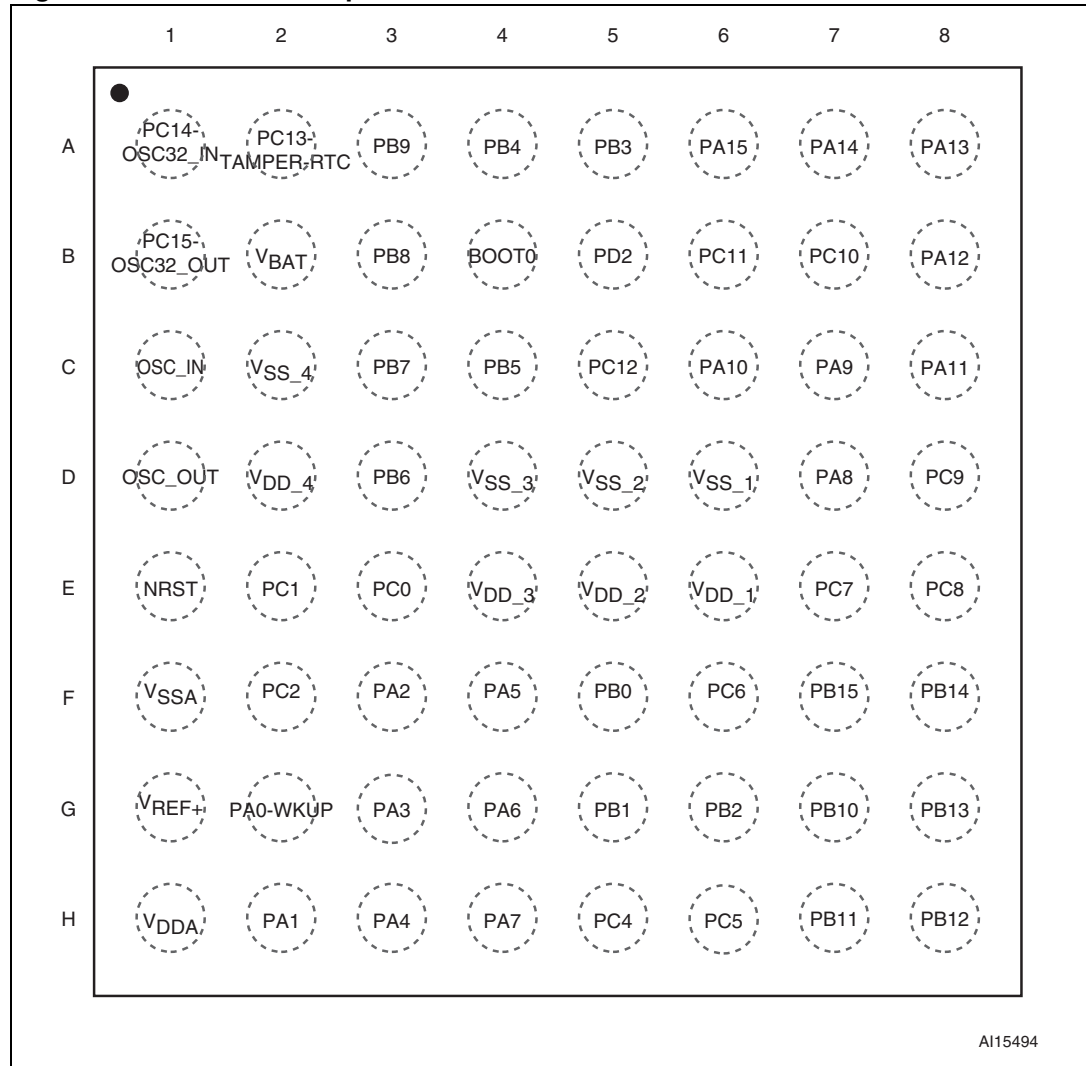 1 2 3 4 5 6 7 8
A PC14-OSC32_IN PC13-TAMPER-RTC PB9 PB4 PB3 PA15 PA14 PA13
B PC15-OSC32_OUT VBAT PB8 BOOT0 PD2 PC11 PC10 PA12
C OSC_IN VSS_4 PB7 PB5 PC12 PA10 PA9 PA11
D OSC_OUT VDD_4 PB6 VSS_3 VSS_2 VSS_1 PA8 PC9
E NRST PC1 PC0 VDD_3 VDD_2 VDD_1 PC7 PC8
F VSSA PC2 PA2 PA5 PB0 PC6 PB15 PB14
G VREF+ PA0-WKUP PA3 PA6 PB1 PB2 PB10 PB13
H VDDA PA1 PA4 PA7 PC4 PC5 PB11 PB12
AI15494